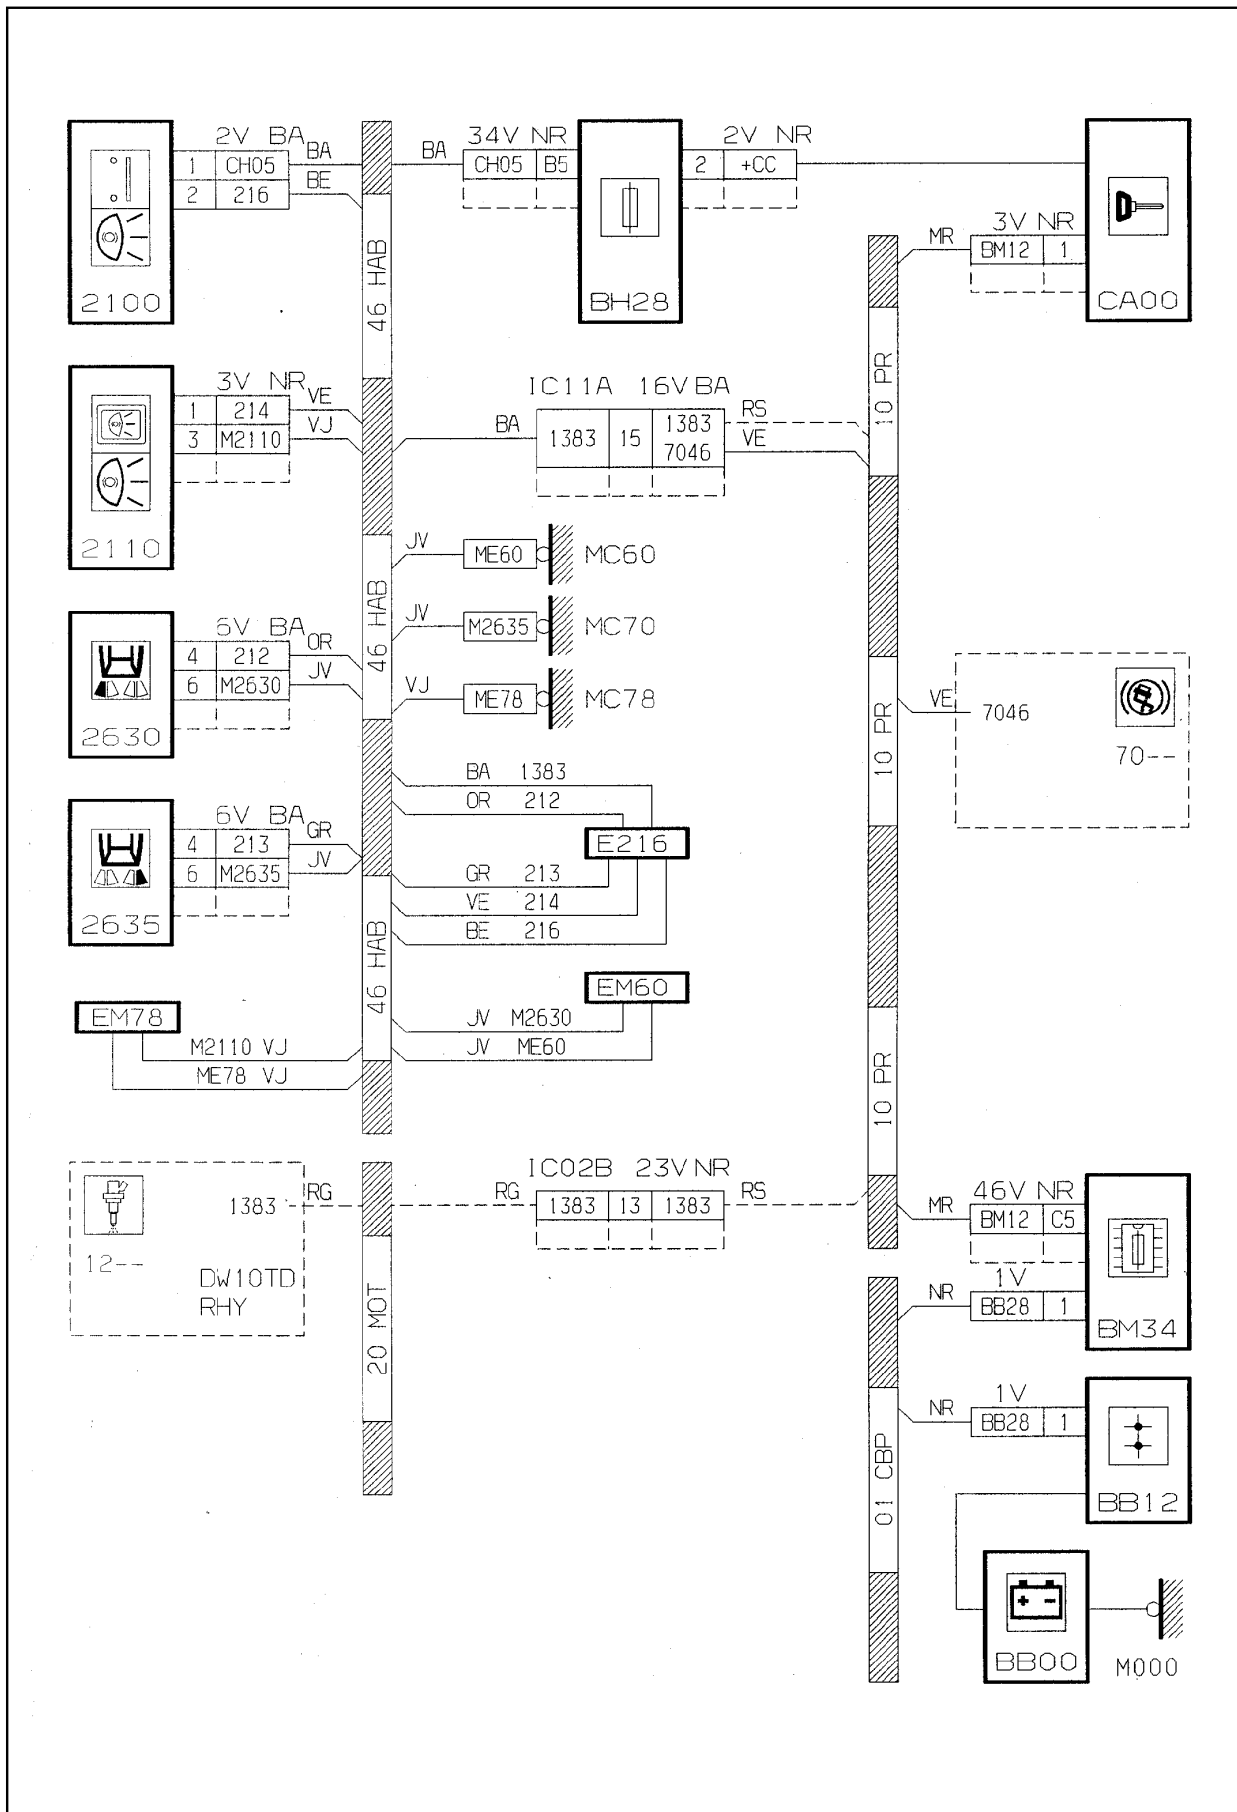 2V BA
1 CH05 BA
2 216 BE
2100
46 HAB
BA
34V NR
CH05 B5
BH28
2V NR
2 +CC
MR
3V NR
BM12 1
CA00
3V NR
1 214 VE
3 M2110 VJ
2110
BA
IC11A 16V BA
1383 15 1383
7046
RS
VE
10 PR
JV ME60 MC60
JV M2635 MC70
VJ ME78 MC78
46 HAB
6V BA
4 212 OR
6 M2630 JV
2630
10 PR
VE 7046
70--
6V BA
4 213 GR
6 M2635 JV
2635
BA 1383
OR 212
E216
GR 213
VE 214
BE 216
46 HAB
EM78
M2110 VJ
ME78 VJ
EM60
JV M2630
JV ME60
10 PR
1383 RG
12--
DW10TD
RHY
20 MOT
RG
IC02B 23V NR
1383 13 1383
RS
MR
46V NR
BM12 C5
NR
1V
BB28 1
BM34
NR
1V
BB28 1
BB12
01 CBP
BB00
M000